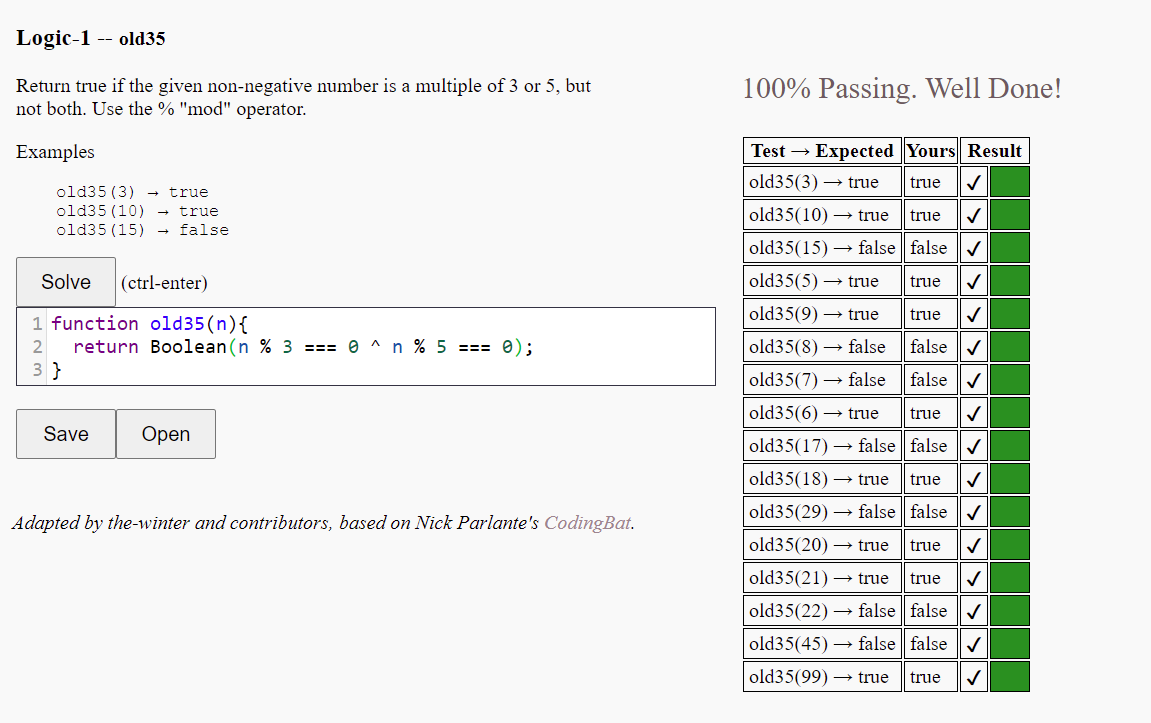 Logic-1 -- old35
Return true if the given non-negative number is a multiple of 3 or 5, but
not both. Use the % "mod" operator.
Examples
old35(3) → true
old35(10) → true
old35(15) → false
Solve (ctrl-enter)
1 function old35(n){
2   return Boolean(n % 3 === 0 ^ n % 5 === 0);
3 }
Save Open
Adapted by the-winter and contributors, based on Nick Parlante's CodingBat.
100% Passing. Well Done!
Test → Expected Yours Result
old35(3) → true true ✓
old35(10) → true true ✓
old35(15) → false false ✓
old35(5) → true true ✓
old35(9) → true true ✓
old35(8) → false false ✓
old35(7) → false false ✓
old35(6) → true true ✓
old35(17) → false false ✓
old35(18) → true true ✓
old35(29) → false false ✓
old35(20) → true true ✓
old35(21) → true true ✓
old35(22) → false false ✓
old35(45) → false false ✓
old35(99) → true true ✓